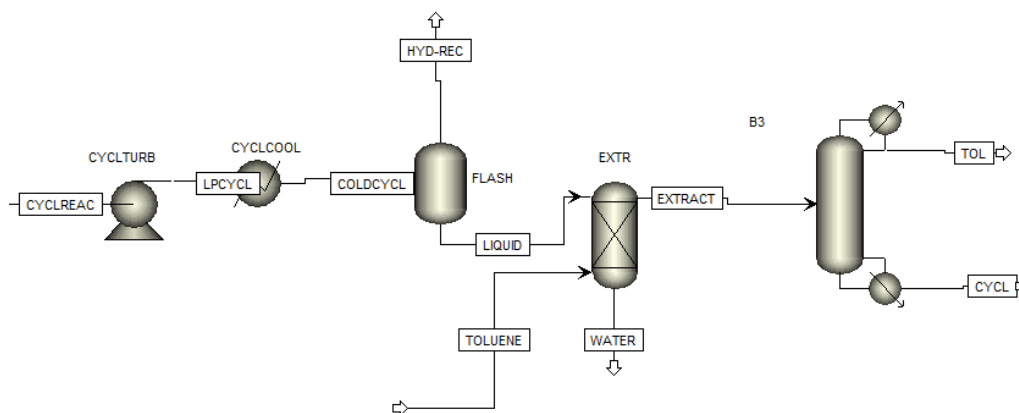 HYD-REC
B3
CYCLTURB
CYCLCOOL
EXTR
TOL
FLASH
LPCYCL
COLDCYCL
CYCLREAC
EXTRACT
LIQUID
CYCL
TOLUENE
WATER